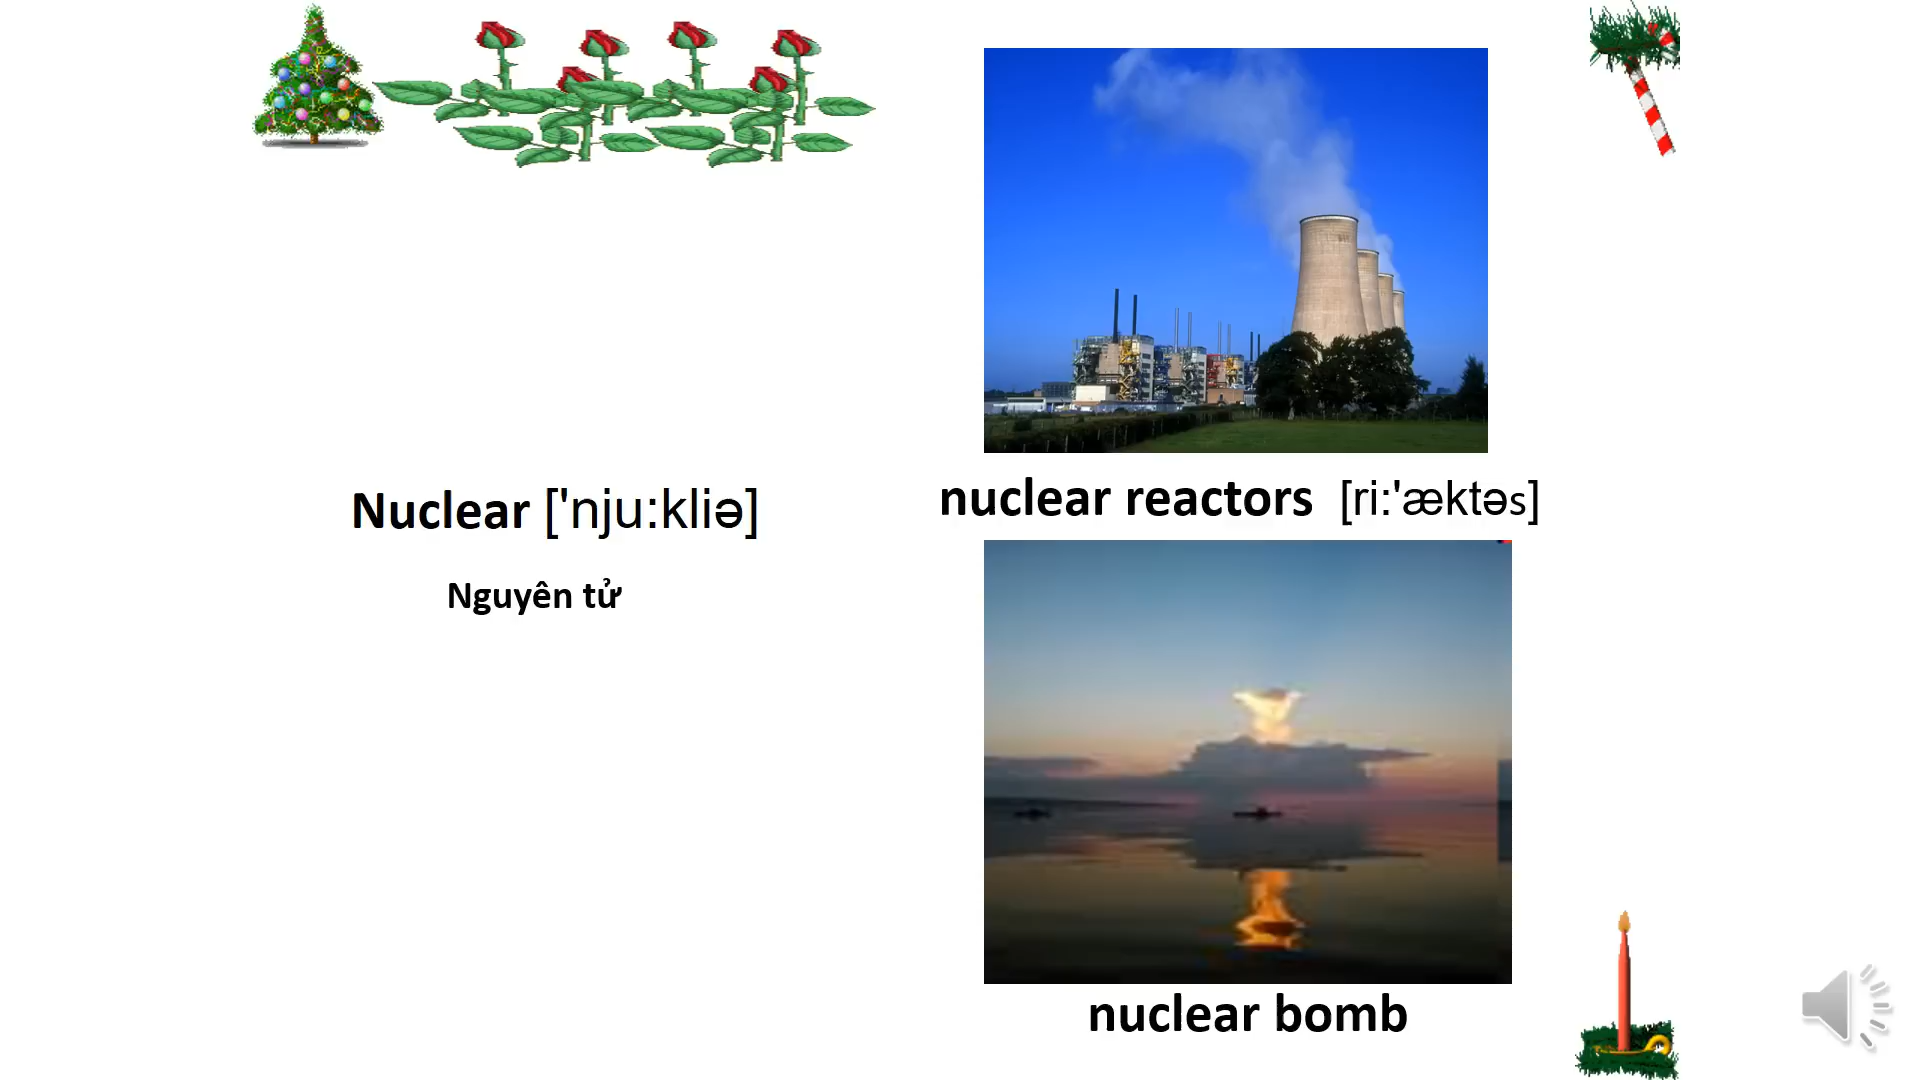 Nuclear ['nju:kliə]
Nguyên tử
nuclear reactors [ri:'æktəs]
nuclear bomb